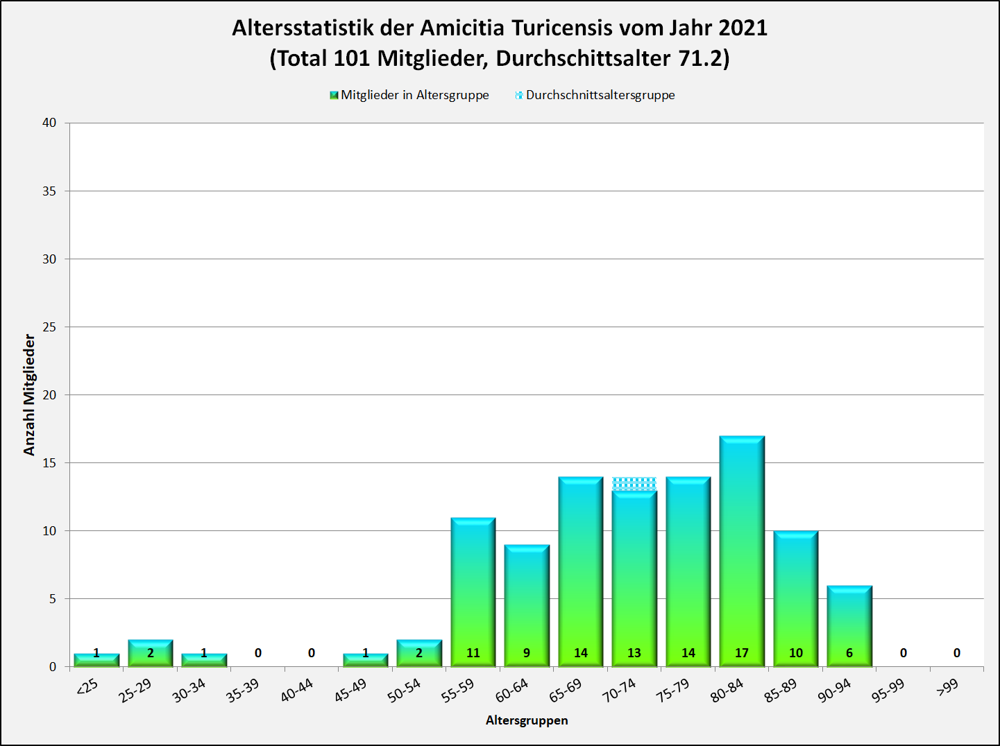 Altersstatistik der Amicitia Turicensis vom Jahr 2021
(Total 101 Mitglieder, Durchschittsalter 71.2)
Mitglieder in Altersgruppe Durchschnittsaltersgruppe
40
35
30
25
20
15
10
5
0
Anzahl Mitglieder
1 2 1 0 0 1 2 11 9 14 13 14 17 10 6 0 0
<25 25-29 30-34 35-39 40-44 45-49 50-54 55-59 60-64 65-69 70-74 75-79 80-84 85-89 90-94 95-99 >99
Altersgruppen